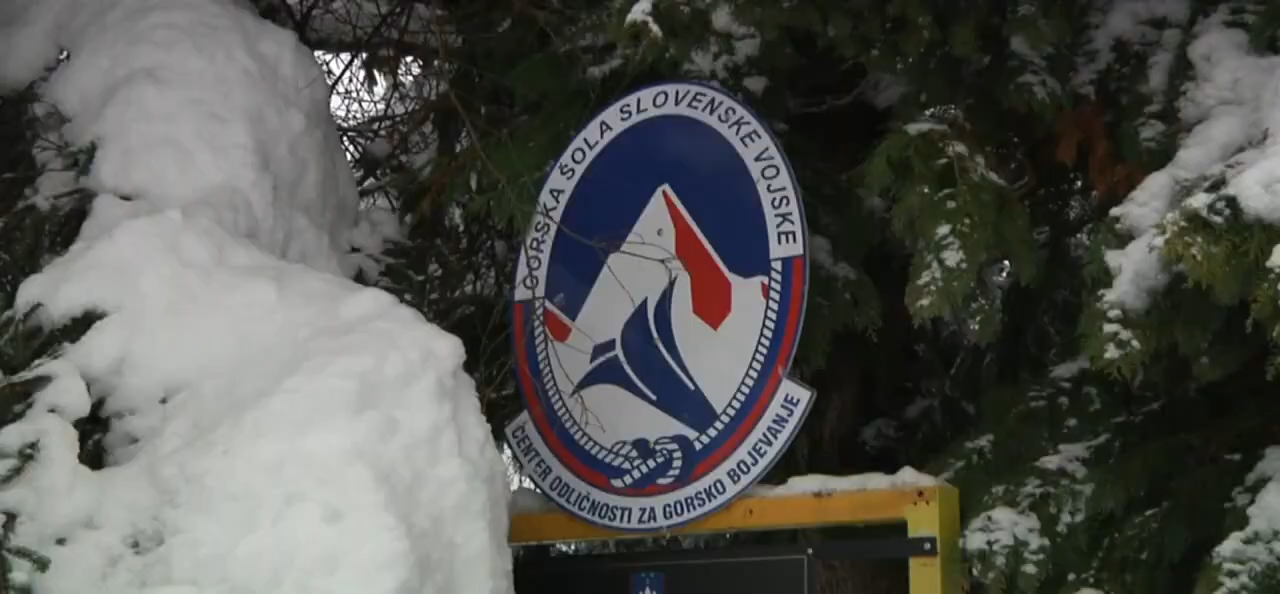 GORSKA ŠOLA SLOVENSKE VOJSKE
CENTER ODLIČNOSTI ZA GORSKO BOJEVANJE